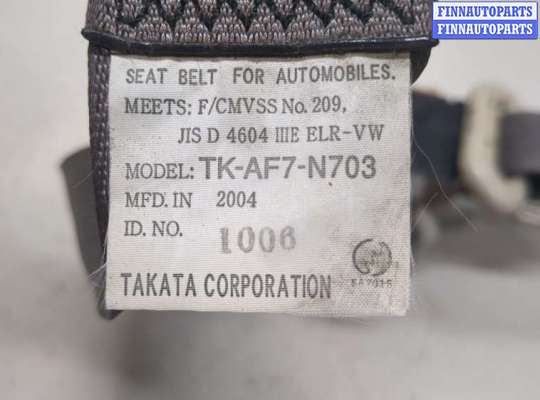 FINNAUTOPARTS
FINNAUTOPARTS
SEAT BELT FOR AUTOMOBILES.
MEETS: F/CMVSS No. 209,
JIS D 4604 IIIE ELR-VW
MODEL: TK-AF7-N703
MFD. IN 2004
ID. NO. 1006
TAKATA CORPORATION